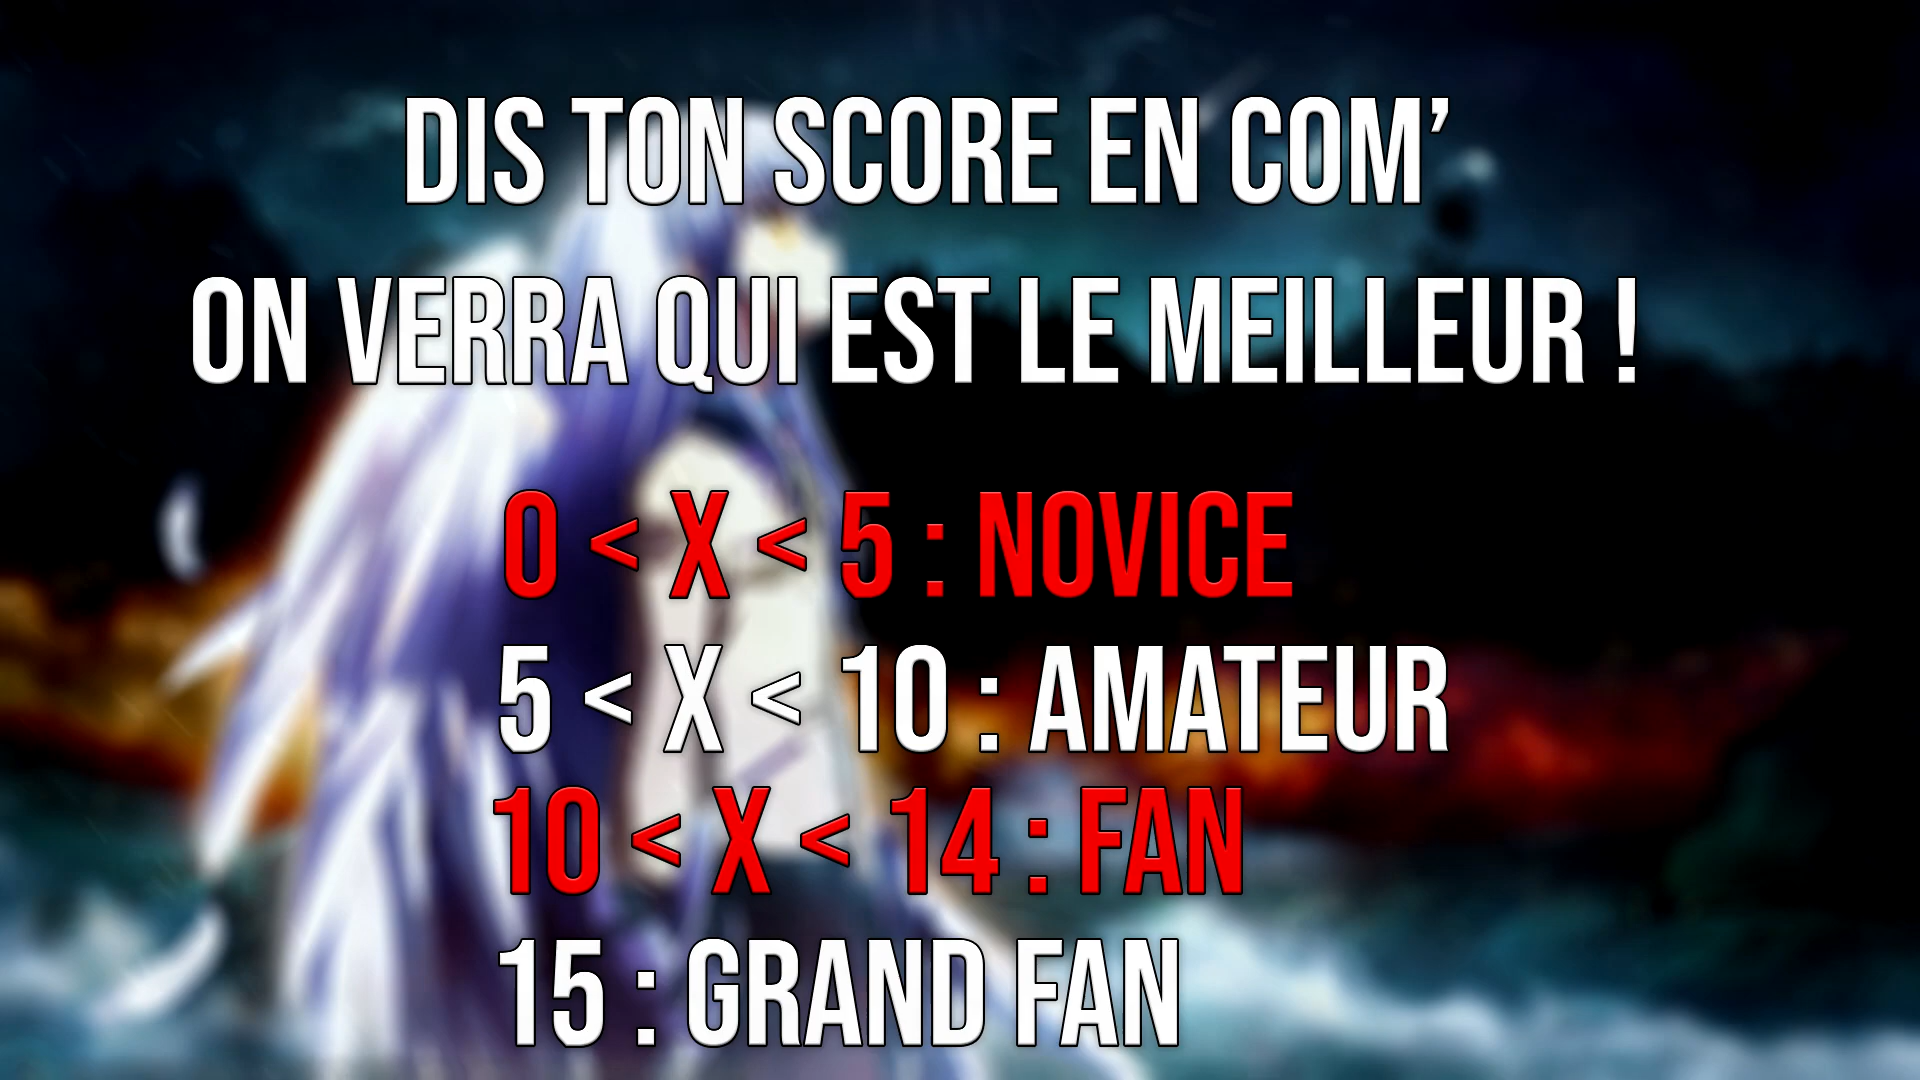 DIS TON SCORE EN COM’
ON VERRA QUI EST LE MEILLEUR !
0 < X < 5 : NOVICE
5 < X < 10 : AMATEUR
10 < X < 14 : FAN
15 : GRAND FAN